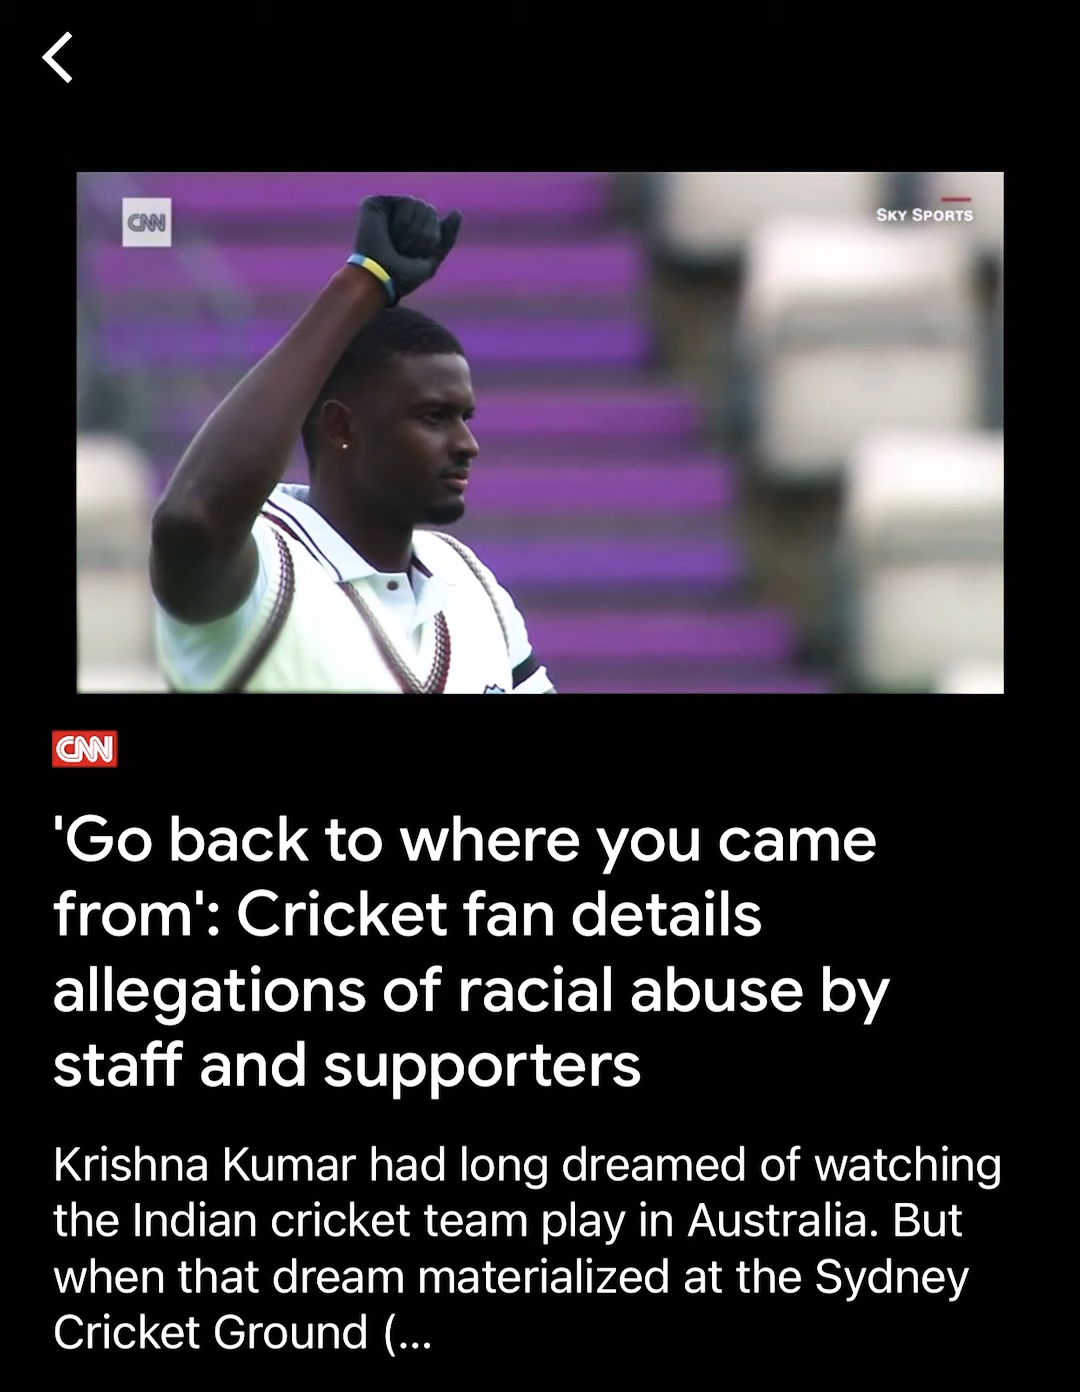 CNN
SKY SPORTS
CNN
'Go back to where you came
from': Cricket fan details
allegations of racial abuse by
staff and supporters
Krishna Kumar had long dreamed of watching
the Indian cricket team play in Australia. But
when that dream materialized at the Sydney
Cricket Ground (...